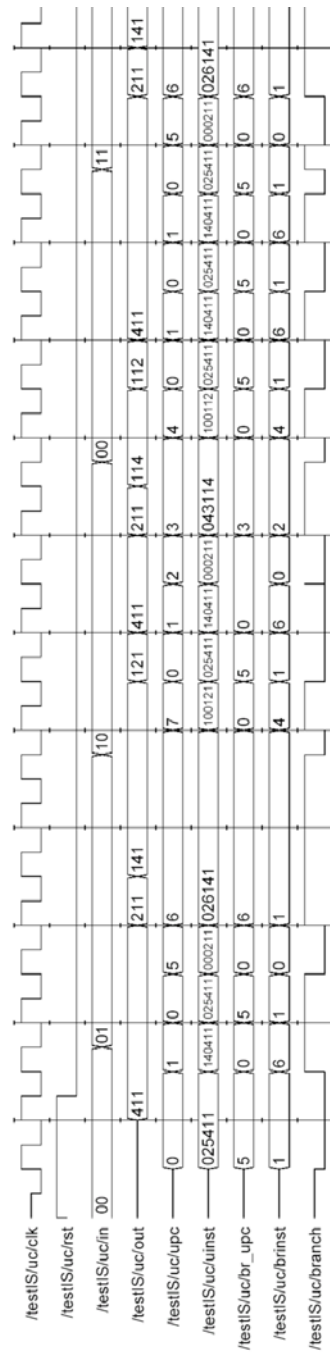 /testIS/uc/clk
/testIS/uc/rst
/testIS/uc/in 00 01 10 00 11
/testIS/uc/out 411 211 141 121 411 211 114 112 411 211 141
/testIS/uc/upc 0 1 0 5 6 7 0 1 2 3 4 0 1 0 1 0 5 6
/testIS/uc/uinst 025411 140411 025411 000211 026141 100121 025411 140411 000211 043114 100112 025411 140411 025411 140411 025411 000211 026141
/testIS/uc/br_upc 5 0 5 0 6 0 5 0 3 0 5 0 5 0 5 0 6
/testIS/uc/brinst 1 6 1 0 1 4 1 6 0 2 4 1 6 1 6 1 0 1
/testIS/uc/branch